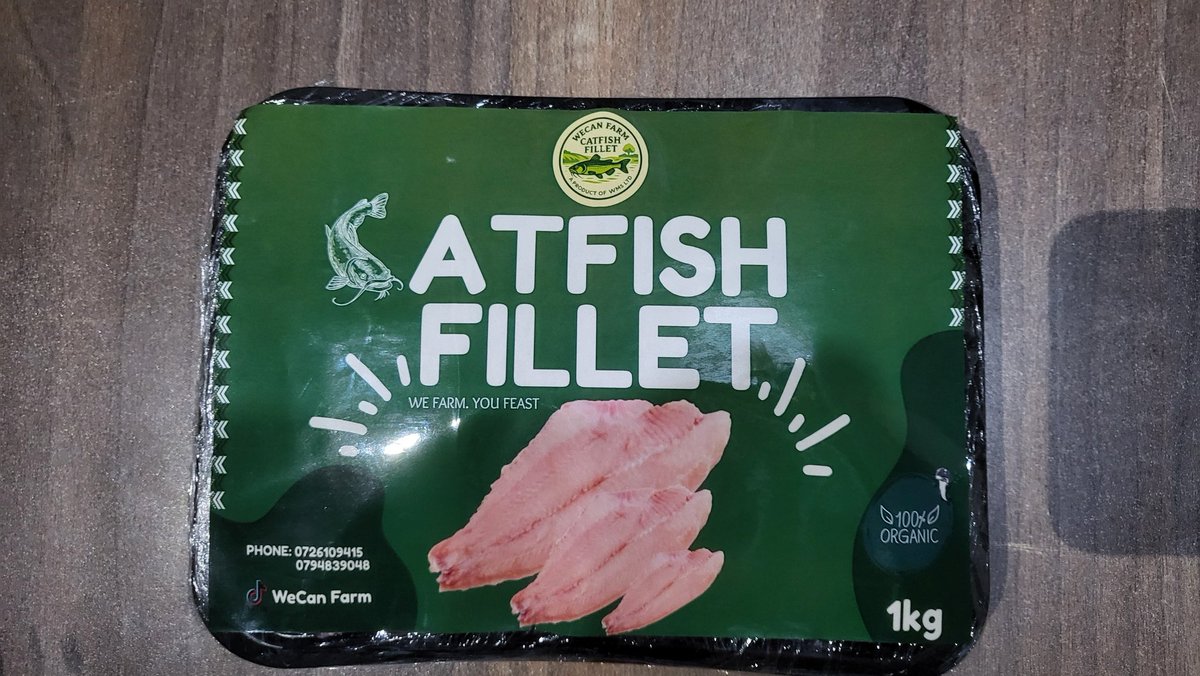 WECAN FARM
CATFISH
FILLET
A PRODUCT OF WMS LTD
ATFISH
FILLET
WE FARM. YOU FEAST
100%
ORGANIC
PHONE: 0726109415
0794839048
WeCan Farm
1kg